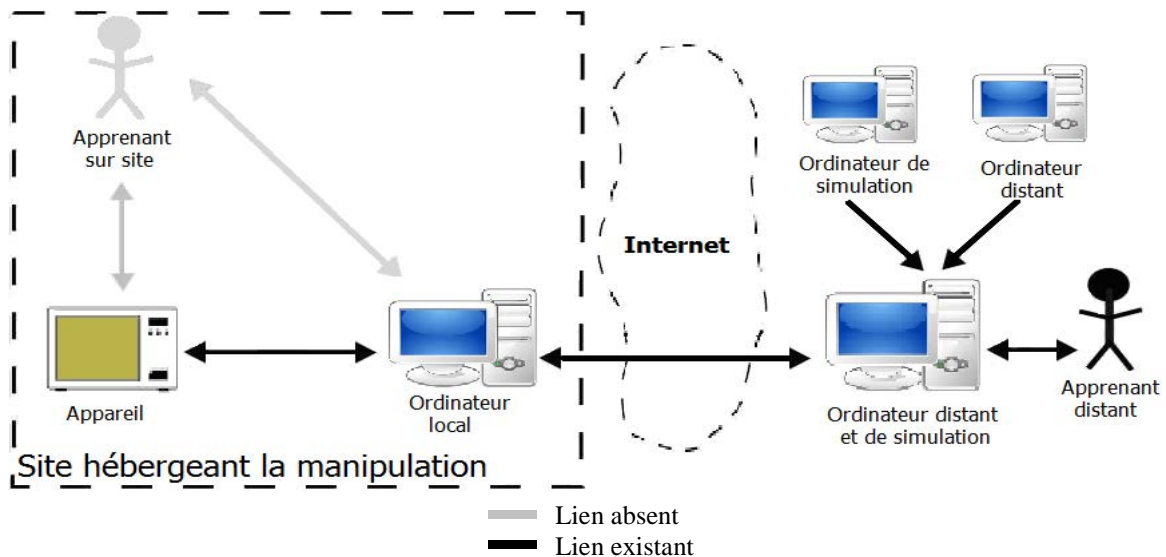 Apprenant
sur site
Ordinateur de
simulation
Ordinateur
distant
Internet
Appareil
Ordinateur
local
Ordinateur distant
et de simulation
Apprenant
distant
Site hébergeant la manipulation
Lien absent
Lien existant